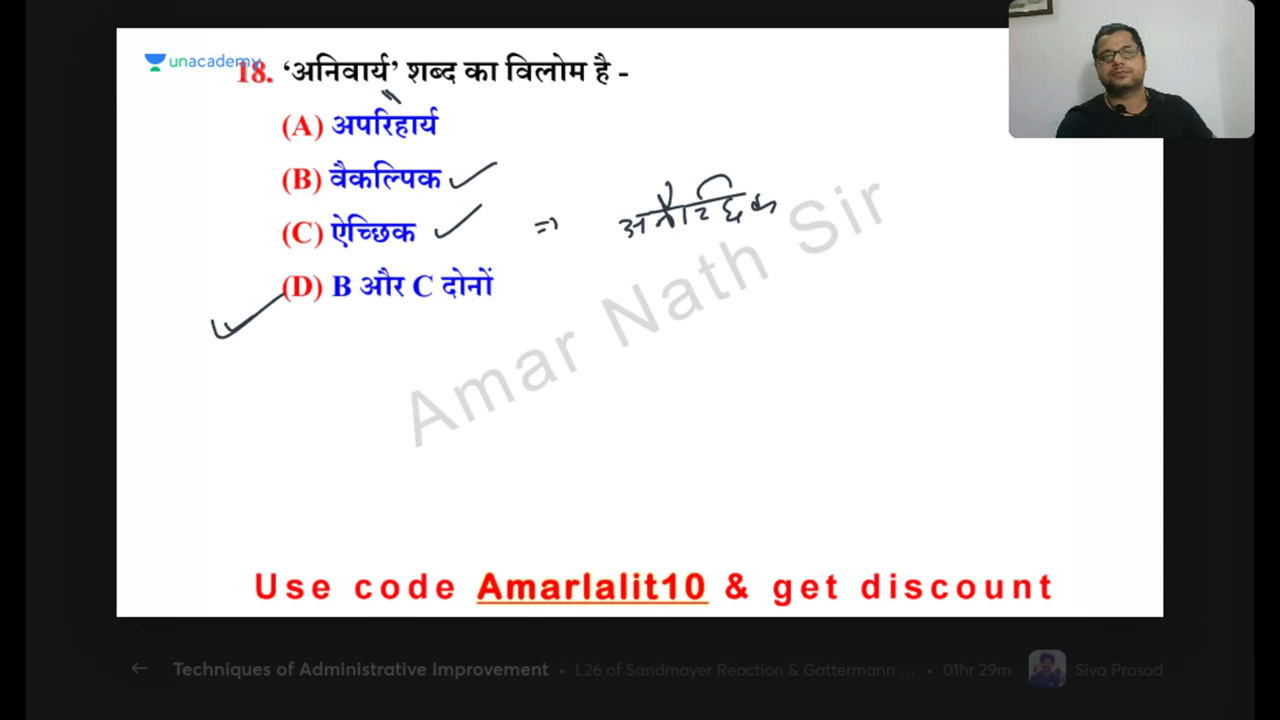 unacademy
18. ‘अनिवार्य’ शब्द का विलोम है -
(A) अपरिहार्य
(B) वैकल्पिक
(C) ऐच्छिक
(D) B और C दोनों
Amar Nath Sir
Use code Amarlalit10 & get discount
← Techniques of Administrative Improvement • L26 of Sandmayer Reaction & Gattermann ... • 01hr 29m Siva Prasad